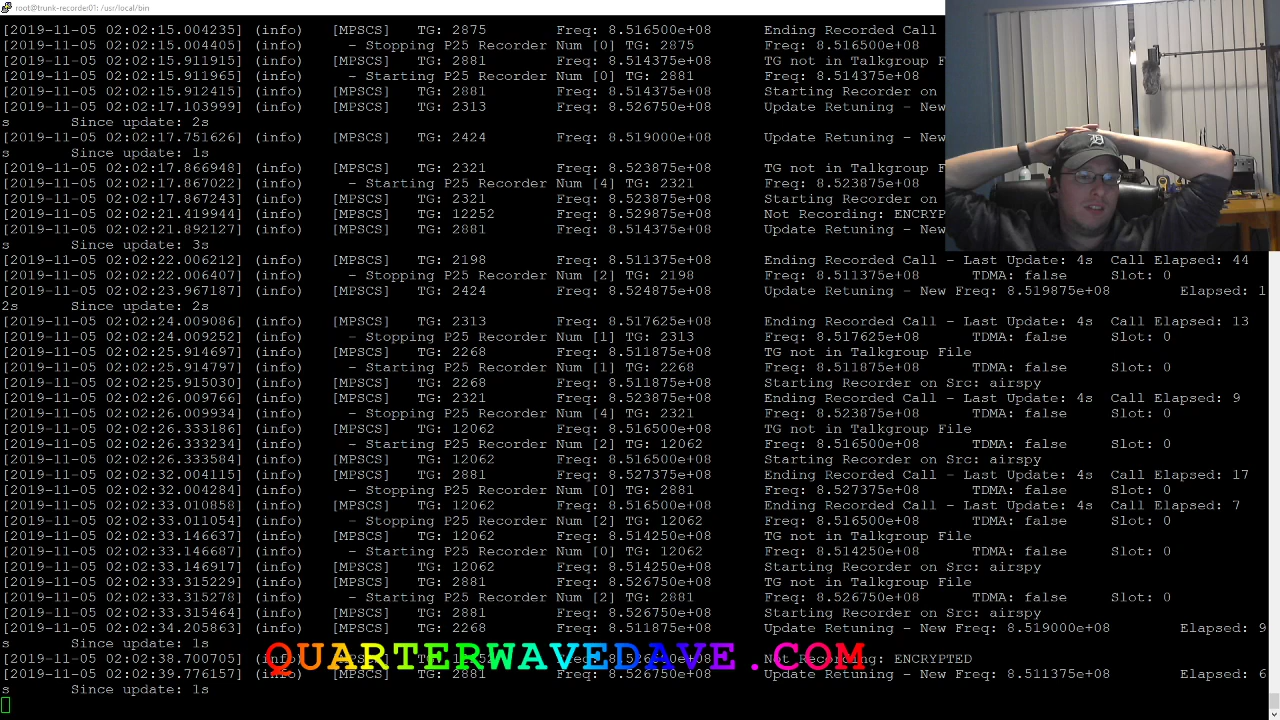 root@trunk-recorder01: /usr/local/bin
[2019-11-05 02:02:15.004235] (info) [MPSCS] TG: 2875 Freq: 8.516500e+08 Ending Recorded Call
[2019-11-05 02:02:15.004405] (info) - Stopping P25 Recorder Num [0] TG: 2875 Freq: 8.516500e+08
[2019-11-05 02:02:15.911915] (info) [MPSCS] TG: 2881 Freq: 8.514375e+08 TG not in Talkgroup F
[2019-11-05 02:02:15.911965] (info) - Starting P25 Recorder Num [0] TG: 2881 Freq: 8.514375e+08
[2019-11-05 02:02:15.912415] (info) [MPSCS] TG: 2881 Freq: 8.514375e+08 Starting Recorder on
[2019-11-05 02:02:17.103999] (info) [MPSCS] TG: 2313 Freq: 8.526750e+08 Update Retuning - New
s Since update: 2s
[2019-11-05 02:02:17.751626] (info) [MPSCS] TG: 2424 Freq: 8.519000e+08 Update Retuning - New
s Since update: 1s
[2019-11-05 02:02:17.866948] (info) [MPSCS] TG: 2321 Freq: 8.523875e+08 TG not in Talkgroup F
[2019-11-05 02:02:17.867022] (info) - Starting P25 Recorder Num [4] TG: 2321 Freq: 8.523875e+08
[2019-11-05 02:02:17.867243] (info) [MPSCS] TG: 2321 Freq: 8.523875e+08 Starting Recorder on
[2019-11-05 02:02:21.419944] (info) [MPSCS] TG: 12252 Freq: 8.529875e+08 Not Recording: ENCRYP
[2019-11-05 02:02:21.892127] (info) [MPSCS] TG: 2881 Freq: 8.514375e+08 Update Retuning - New
s Since update: 3s
[2019-11-05 02:02:22.006212] (info) [MPSCS] TG: 2198 Freq: 8.511375e+08 Ending Recorded Call - Last Update: 4s Call Elapsed: 44
[2019-11-05 02:02:22.006407] (info) - Stopping P25 Recorder Num [2] TG: 2198 Freq: 8.511375e+08 TDMA: false Slot: 0
[2019-11-05 02:02:23.967187] (info) [MPSCS] TG: 2424 Freq: 8.524875e+08 Update Retuning - New Freq: 8.519875e+08 Elapsed: 1
2s Since update: 2s
[2019-11-05 02:02:24.009086] (info) [MPSCS] TG: 2313 Freq: 8.517625e+08 Ending Recorded Call - Last Update: 4s Call Elapsed: 13
[2019-11-05 02:02:24.009252] (info) - Stopping P25 Recorder Num [1] TG: 2313 Freq: 8.517625e+08 TDMA: false Slot: 0
[2019-11-05 02:02:25.914697] (info) [MPSCS] TG: 2268 Freq: 8.511875e+08 TG not in Talkgroup File
[2019-11-05 02:02:25.914797] (info) - Starting P25 Recorder Num [1] TG: 2268 Freq: 8.511875e+08 TDMA: false Slot: 0
[2019-11-05 02:02:25.915030] (info) [MPSCS] TG: 2268 Freq: 8.511875e+08 Starting Recorder on Src: airspy
[2019-11-05 02:02:26.009766] (info) [MPSCS] TG: 2321 Freq: 8.523875e+08 Ending Recorded Call - Last Update: 4s Call Elapsed: 9
[2019-11-05 02:02:26.009934] (info) - Stopping P25 Recorder Num [4] TG: 2321 Freq: 8.523875e+08 TDMA: false Slot: 0
[2019-11-05 02:02:26.333186] (info) [MPSCS] TG: 12062 Freq: 8.516500e+08 TG not in Talkgroup File
[2019-11-05 02:02:26.333234] (info) - Starting P25 Recorder Num [2] TG: 12062 Freq: 8.516500e+08 TDMA: false Slot: 0
[2019-11-05 02:02:26.333584] (info) [MPSCS] TG: 12062 Freq: 8.516500e+08 Starting Recorder on Src: airspy
[2019-11-05 02:02:32.004115] (info) [MPSCS] TG: 2881 Freq: 8.527375e+08 Ending Recorded Call - Last Update: 4s Call Elapsed: 17
[2019-11-05 02:02:32.004284] (info) - Stopping P25 Recorder Num [0] TG: 2881 Freq: 8.527375e+08 TDMA: false Slot: 0
[2019-11-05 02:02:33.010858] (info) [MPSCS] TG: 12062 Freq: 8.516500e+08 Ending Recorded Call - Last Update: 4s Call Elapsed: 7
[2019-11-05 02:02:33.011054] (info) - Stopping P25 Recorder Num [2] TG: 12062 Freq: 8.516500e+08 TDMA: false Slot: 0
[2019-11-05 02:02:33.146637] (info) [MPSCS] TG: 12062 Freq: 8.514250e+08 TG not in Talkgroup File
[2019-11-05 02:02:33.146687] (info) - Starting P25 Recorder Num [0] TG: 12062 Freq: 8.514250e+08 TDMA: false Slot: 0
[2019-11-05 02:02:33.146917] (info) [MPSCS] TG: 12062 Freq: 8.514250e+08 Starting Recorder on Src: airspy
[2019-11-05 02:02:33.315229] (info) [MPSCS] TG: 2881 Freq: 8.526750e+08 TG not in Talkgroup File
[2019-11-05 02:02:33.315278] (info) - Starting P25 Recorder Num [2] TG: 2881 Freq: 8.526750e+08 TDMA: false Slot: 0
[2019-11-05 02:02:33.315464] (info) [MPSCS] TG: 2881 Freq: 8.526750e+08 Starting Recorder on Src: airspy
[2019-11-05 02:02:34.205863] (info) [MPSCS] TG: 2268 Freq: 8.511875e+08 Update Retuning - New Freq: 8.519000e+08 Elapsed: 9
s Since update: 1s
QUARTERWAVEDAVE.COM
[2019-11-05 02:02:38.700705] Not Recording: ENCRYPTED
[2019-11-05 02:02:39.776157] (info) [MPSCS] TG: 2881 Freq: 8.526750e+08 Update Retuning - New Freq: 8.511375e+08 Elapsed: 6
s Since update: 1s